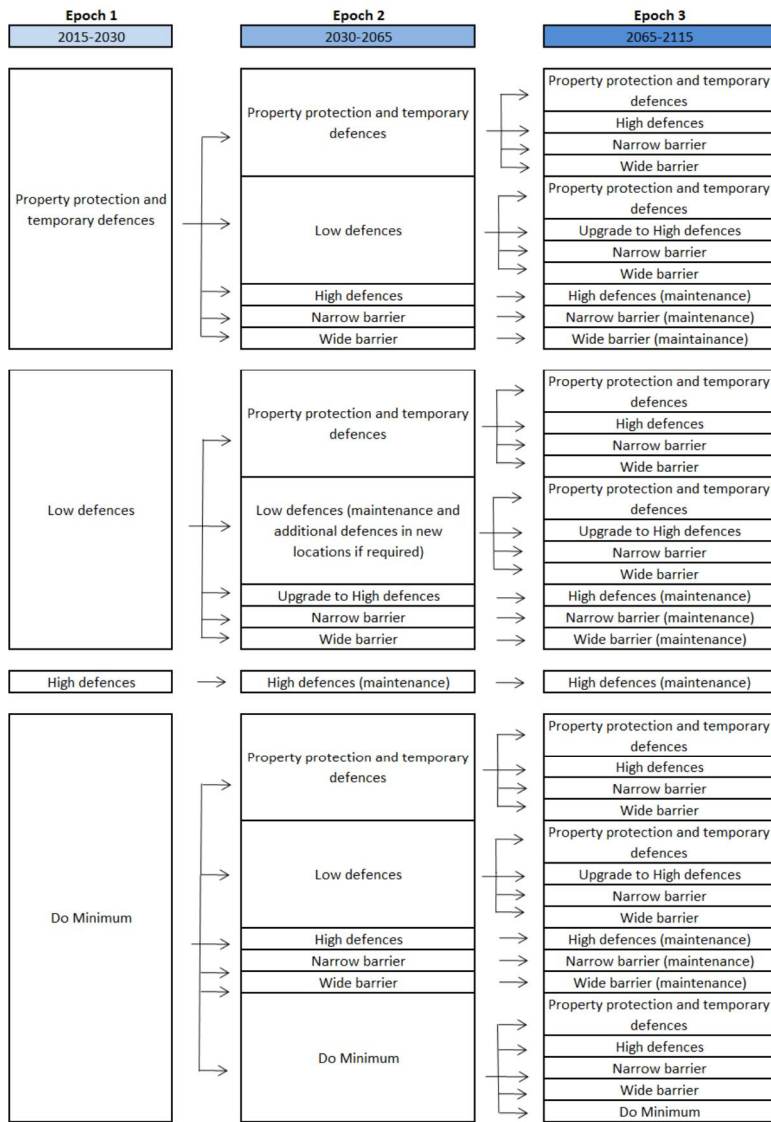 Epoch 1
Epoch 2
Epoch 3
2015-2030
2030-2065
2065-2115
Property protection and
temporary defences
Property protection and temporary
defences
Property protection and temporary
defences
High defences
Narrow barrier
Wide barrier
Low defences
Property protection and temporary
defences
Upgrade to High defences
Narrow barrier
Wide barrier
High defences
High defences (maintenance)
Narrow barrier
Narrow barrier (maintenance)
Wide barrier
Wide barrier (maintainance)
Low defences
Property protection and temporary
defences
Property protection and temporary
defences
High defences
Narrow barrier
Wide barrier
Low defences (maintenance and
additional defences in new
locations if required)
Property protection and temporary
defences
Upgrade to High defences
Narrow barrier
Wide barrier
Upgrade to High defences
High defences (maintenance)
Narrow barrier
Narrow barrier (maintenance)
Wide barrier
Wide barrier (maintenance)
High defences
High defences (maintenance)
High defences (maintenance)
Do Minimum
Property protection and temporary
defences
Property protection and temporary
defences
High defences
Narrow barrier
Wide barrier
Low defences
Property protection and temporary
defences
Upgrade to High defences
Narrow barrier
Wide barrier
High defences
High defences (maintenance)
Narrow barrier
Narrow barrier (maintenance)
Wide barrier
Wide barrier (maintenance)
Do Minimum
Property protection and temporary
defences
High defences
Narrow barrier
Wide barrier
Do Minimum